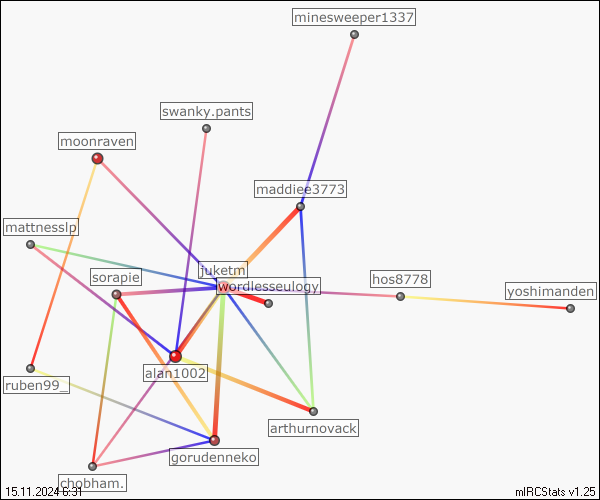 minesweeper1337
swanky.pants
moonraven
maddiee3773
mattnesslp
juketm
sorapie
wordlesseulogy
hos8778
yoshimanden
alan1002
ruben99_
arthurnovack
gorudenneko
chobham.
15.11.2024 6:31
mIRCStats v1.25